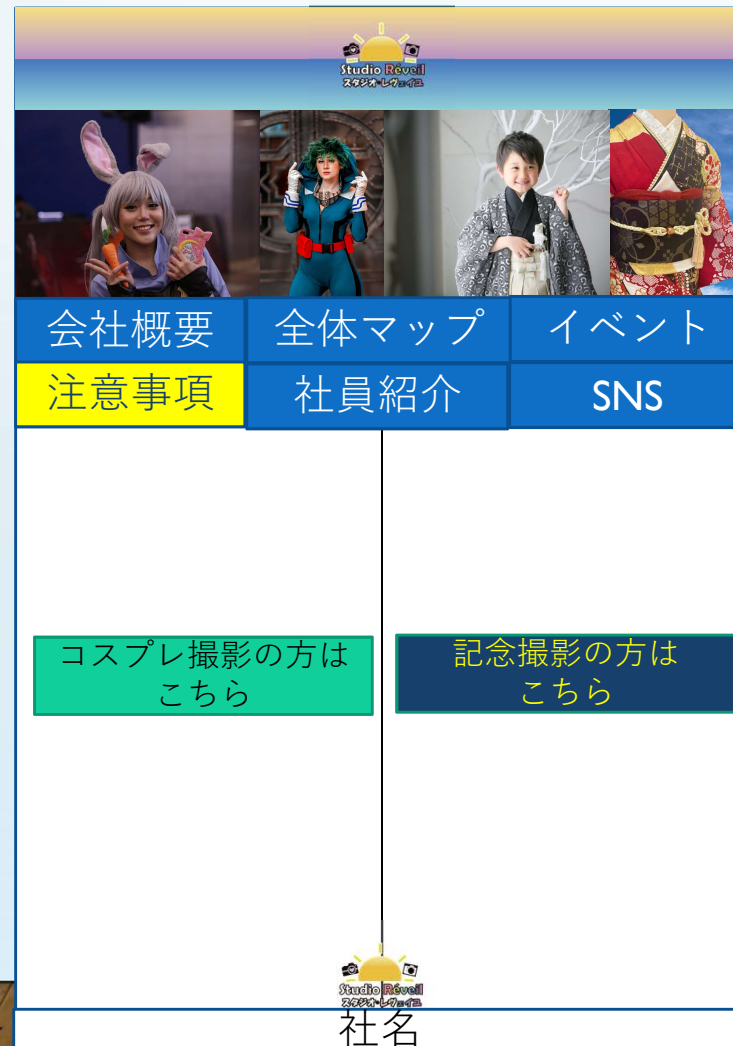 Studio Réveil
スタジオ・レヴェイユ
会社概要
全体マップ
イベント
注意事項
社員紹介
SNS
コスプレ撮影の方は
こちら
記念撮影の方は
こちら
Studio Réveil
スタジオ・レヴェイユ
社名